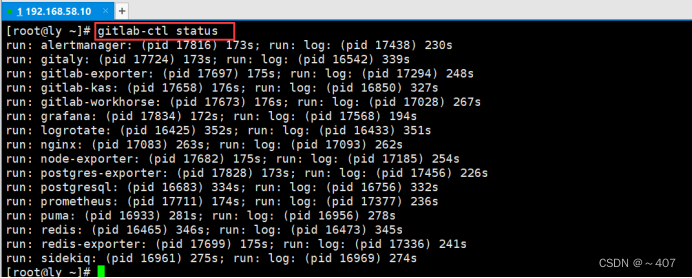 1 192.168.58.10 × +
[root@ly ~]# gitlab-ctl status
run: alertmanager: (pid 17816) 173s; run: log: (pid 17438) 230s
run: gitaly: (pid 17724) 173s; run: log: (pid 16542) 339s
run: gitlab-exporter: (pid 17697) 175s; run: log: (pid 17294) 248s
run: gitlab-kas: (pid 17658) 176s; run: log: (pid 16850) 327s
run: gitlab-workhorse: (pid 17673) 176s; run: log: (pid 17028) 267s
run: grafana: (pid 17834) 172s; run: log: (pid 17568) 194s
run: logrotate: (pid 16425) 352s; run: log: (pid 16433) 351s
run: nginx: (pid 17083) 263s; run: log: (pid 17093) 262s
run: node-exporter: (pid 17682) 175s; run: log: (pid 17185) 254s
run: postgres-exporter: (pid 17828) 173s; run: log: (pid 17456) 226s
run: postgresql: (pid 16683) 334s; run: log: (pid 16756) 332s
run: prometheus: (pid 17711) 174s; run: log: (pid 17377) 236s
run: puma: (pid 16933) 281s; run: log: (pid 16956) 278s
run: redis: (pid 16465) 346s; run: log: (pid 16473) 345s
run: redis-exporter: (pid 17699) 175s; run: log: (pid 17336) 241s
run: sidekiq: (pid 16961) 275s; run: log: (pid 16969) 274s
[root@ly ~]#
CSDN @～407